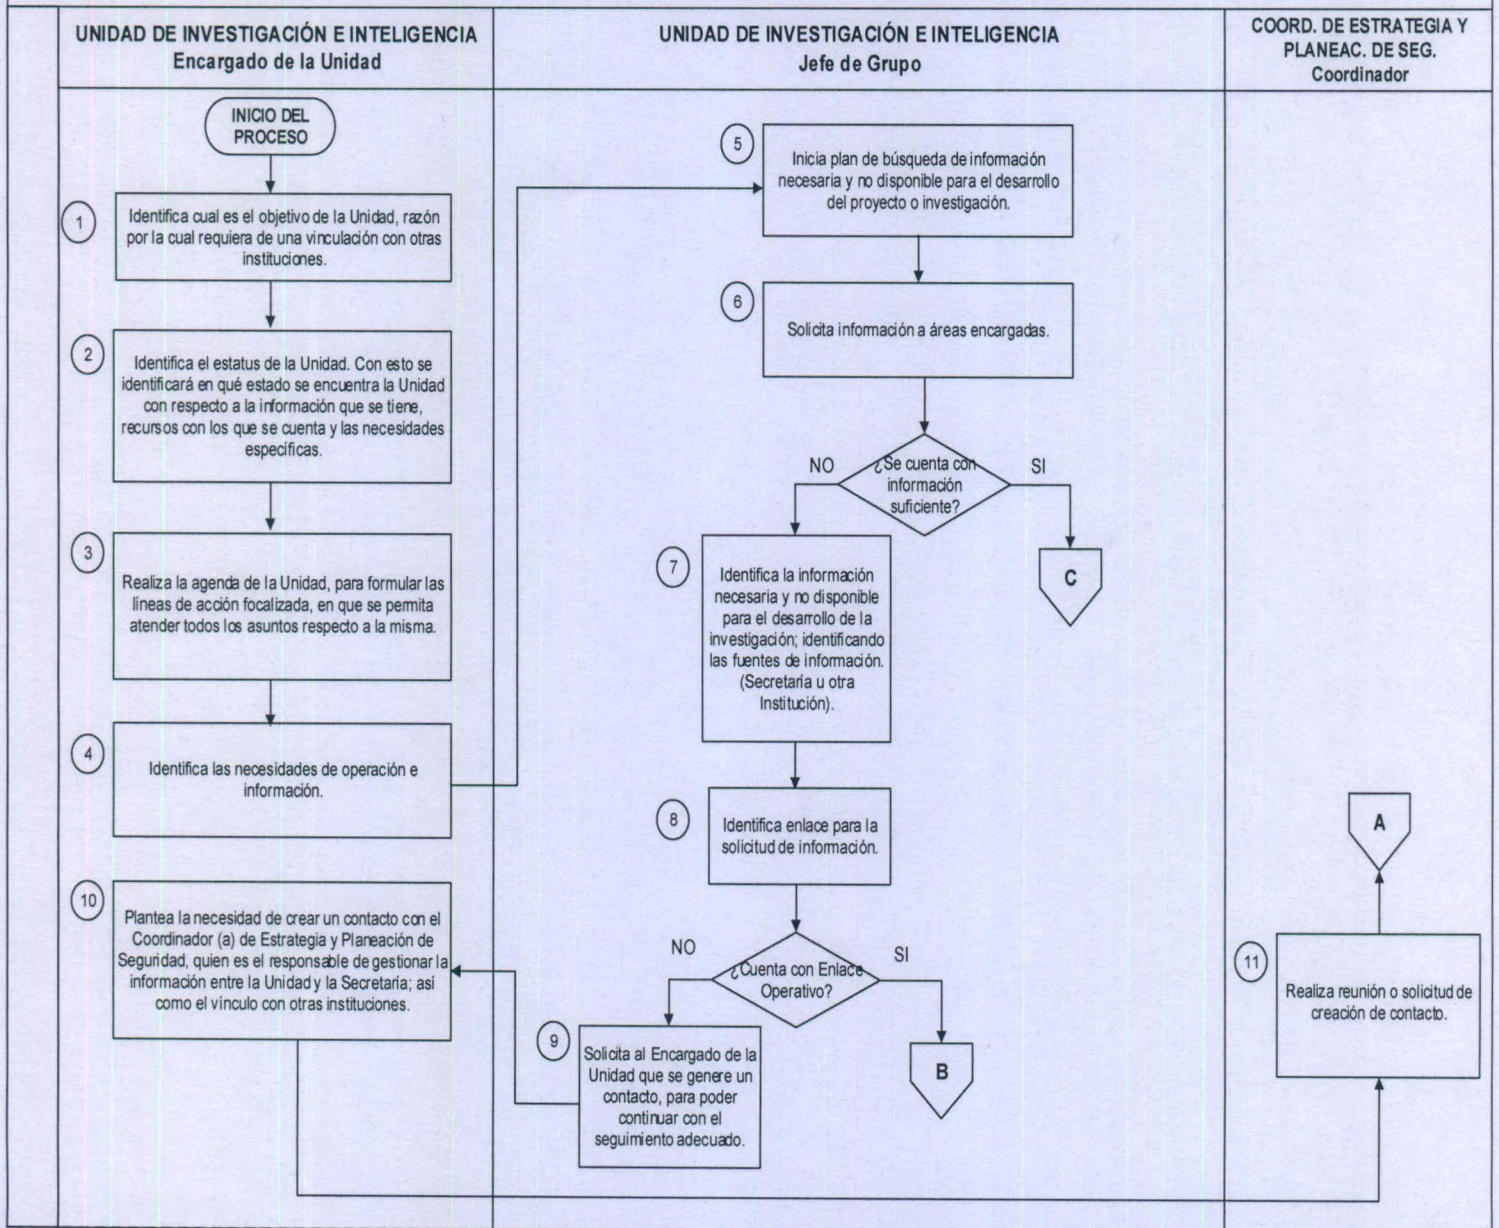 UNIDAD DE INVESTIGACIÓN E INTELIGENCIA
Encargado de la Unidad
UNIDAD DE INVESTIGACIÓN E INTELIGENCIA
Jefe de Grupo
COORD. DE ESTRATEGIA Y
PLANEAC. DE SEG.
Coordinador
INICIO DEL
PROCESO
1
Identifica cual es el objetivo de la Unidad, razón
por la cual requiera de una vinculación con otras
instituciones.
2
Identifica el estatus de la Unidad. Con esto se
identificará en qué estado se encuentra la Unidad
con respecto a la información que se tiene,
recursos con los que se cuenta y las necesidades
específicas.
3
Realiza la agenda de la Unidad, para formular las
líneas de acción focalizada, en que se permita
atender todos los asuntos respecto a la misma.
4
Identifica las necesidades de operación e
información.
5
Inicia plan de búsqueda de información
necesaria y no disponible para el desarrollo
del proyecto o investigación.
6
Solicita información a áreas encargadas.
¿Se cuenta con
información
suficiente?
NO
SI
C
7
Identifica la información
necesaria y no disponible
para el desarrollo de la
investigación; identificando
las fuentes de información.
(Secretaría u otra
Institución).
8
Identifica enlace para la
solicitud de información.
¿Cuenta con Enlace
Operativo?
NO
SI
B
9
Solicita al Encargado de la
Unidad que se genere un
contacto, para poder
continuar con el
seguimiento adecuado.
10
Plantea la necesidad de crear un contacto con el
Coordinador (a) de Estrategia y Planeación de
Seguridad, quien es el responsable de gestionar la
información entre la Unidad y la Secretaría; así
como el vínculo con otras instituciones.
11
Realiza reunión o solicitud de
creación de contacto.
A